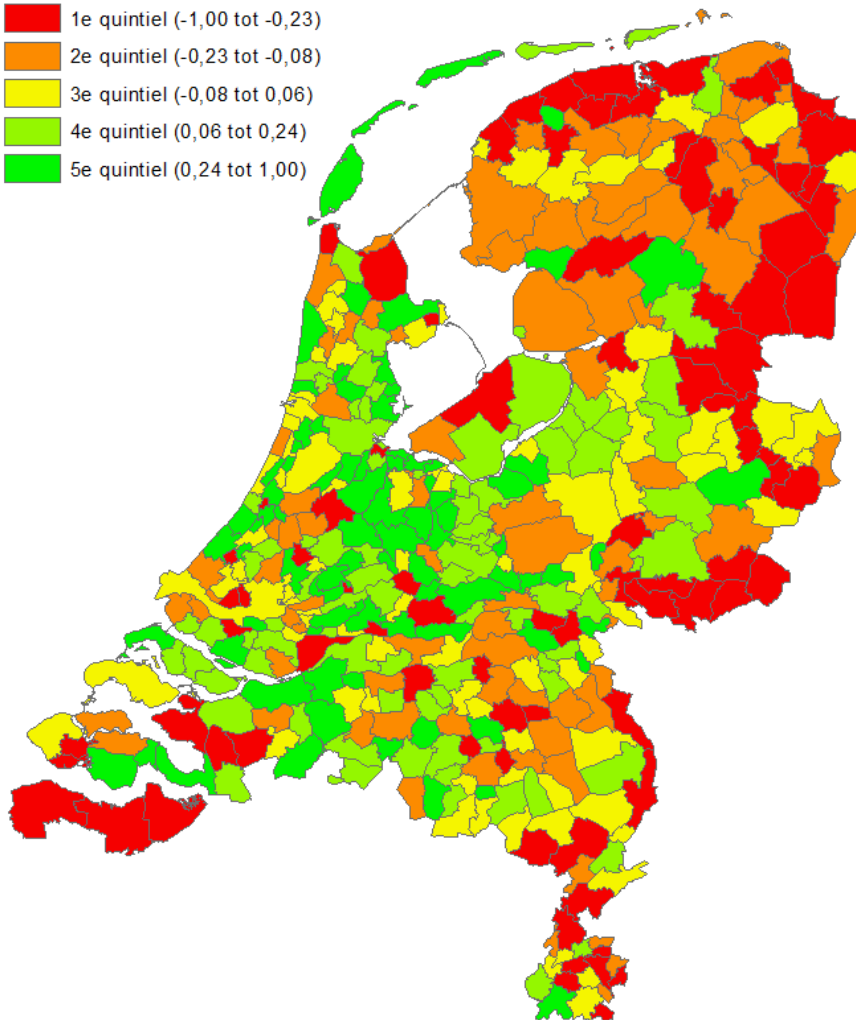 1e quintiel (-1,00 tot -0,23)
2e quintiel (-0,23 tot -0,08)
3e quintiel (-0,08 tot 0,06)
4e quintiel (0,06 tot 0,24)
5e quintiel (0,24 tot 1,00)